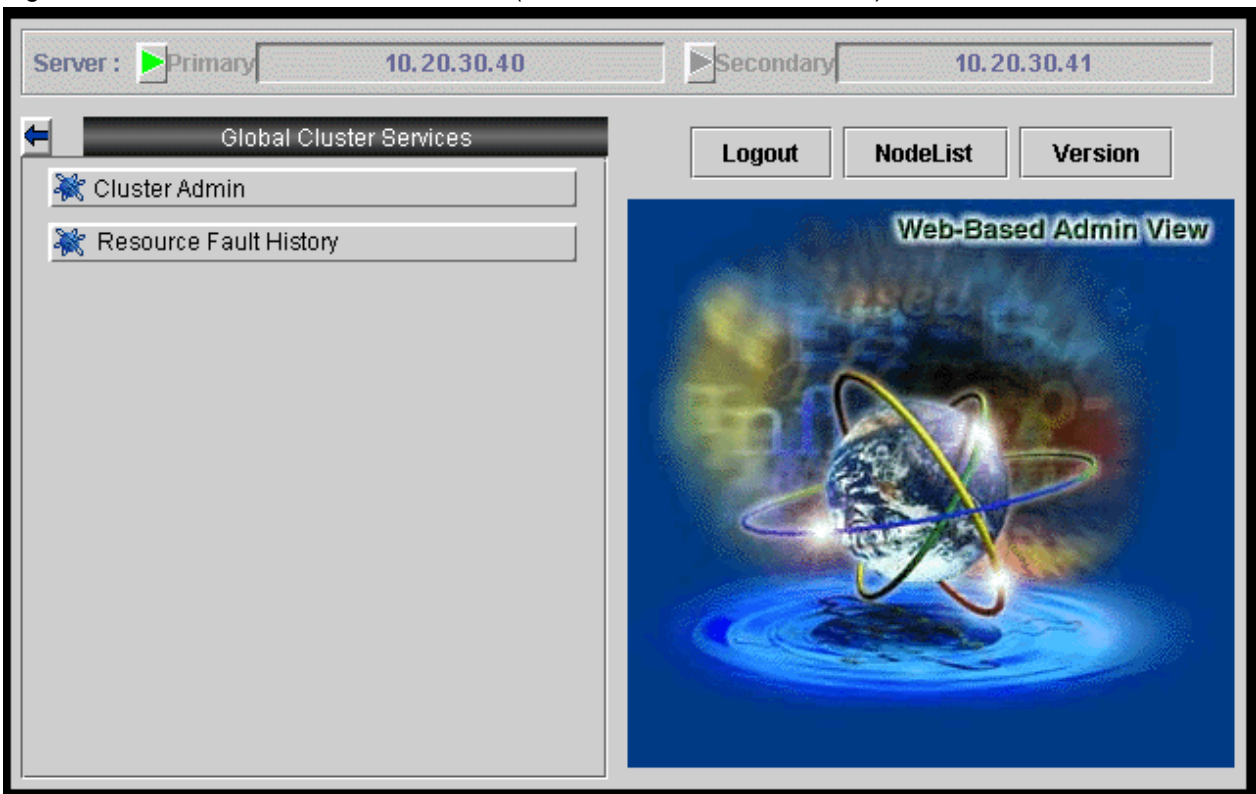 Server : Primary 10.20.30.40 Secondary 10.20.30.41
Global Cluster Services
Logout NodeList Version
Cluster Admin
Resource Fault History
Web-Based Admin View